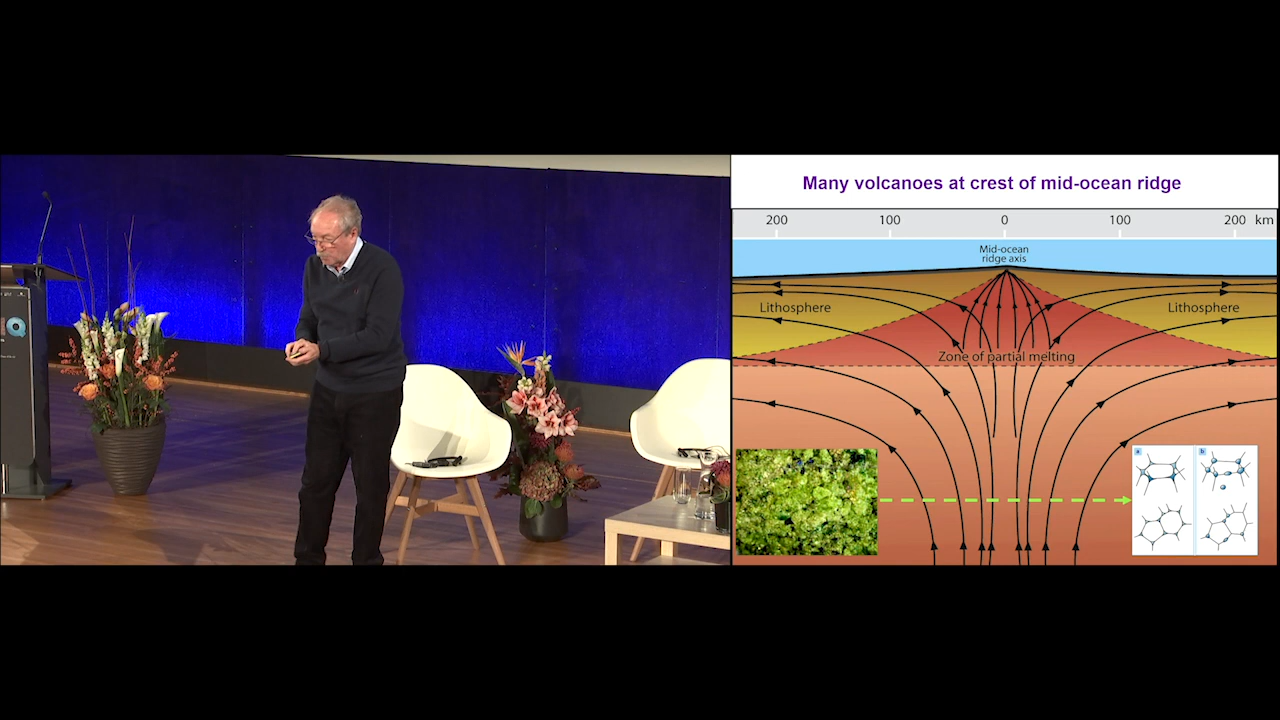 Many volcanoes at crest of mid-ocean ridge
200 100 0 100 200 km
Mid-ocean
ridge axis
Lithosphere
Lithosphere
Zone of partial melting
a b
Q